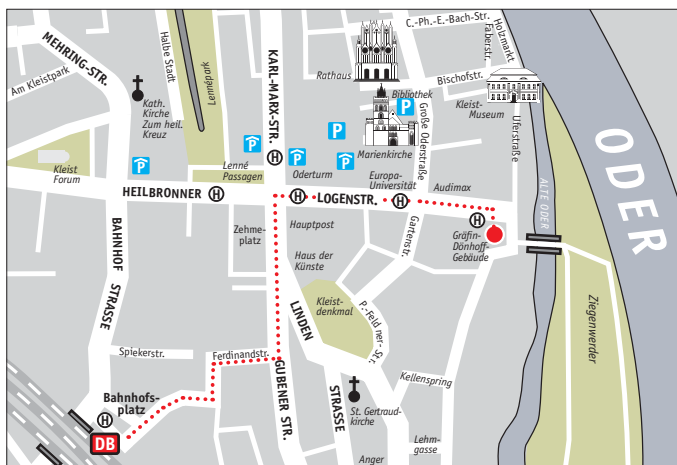 C.-Ph.-E.-Bach-Str.
MEHRING-STR.
Halbe Stadt
Lennépark
KARL-MARX-STR.
Rathaus
Faberstr.
Holzmarkt
Am Kleistpark
Bischofstr.
Kath.
Kirche
Zum heil.
Kreuz
Bibliothek
P
P
P
P
P
P
Große Oderstraße
Kleist-
Museum
Uferstraße
ODER
Kleist
Forum
Lenné
Passagen
H
Oderturm
Marienkirche
Europa-
Universität
Audimax
ALTE ODER
HEILBRONNER
H
H
LOGENSTR.
H
H
BAHNHOF
STRASSE
Zehme-
platz
Hauptpost
Gartenstr.
Gräfin-
Dönhoff-
Gebäude
Haus der
Künste
LINDEN
STRASSE
Kleist-
denkmal
P.-Feld ner- Str.
Ziegenwerder
Spiekerstr.
Ferdinandstr.
GUBENER STR.
Kellenspring
Bahnhofs-
platz
H
DB
St. Gertraud-
kirche
Lehm-
gasse
Anger